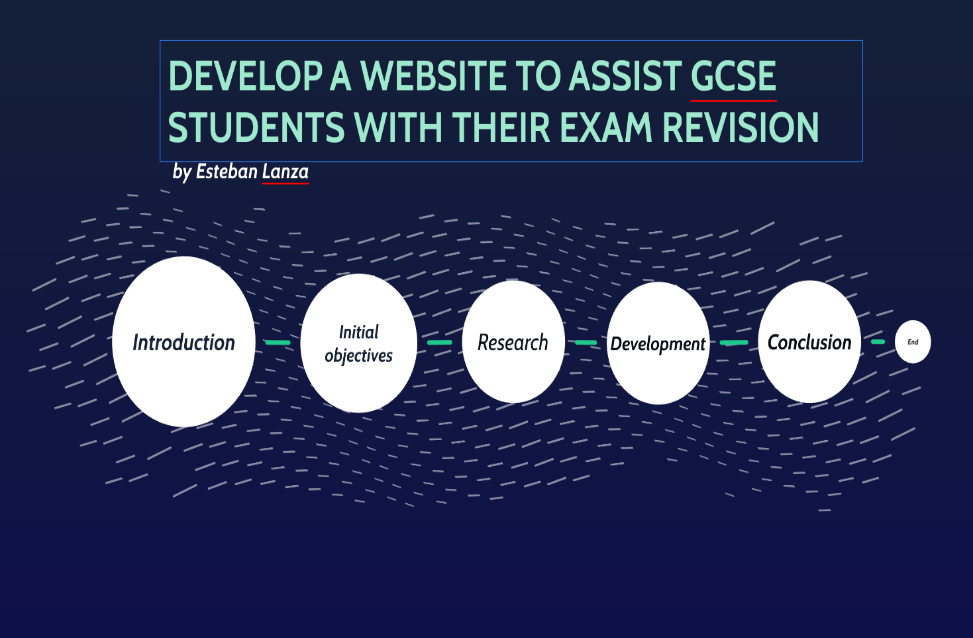 DEVELOP A WEBSITE TO ASSIST GCSE
STUDENTS WITH THEIR EXAM REVISION
by Esteban Lanza
Introduction
Initial
objectives
Research
Development
Conclusion
End